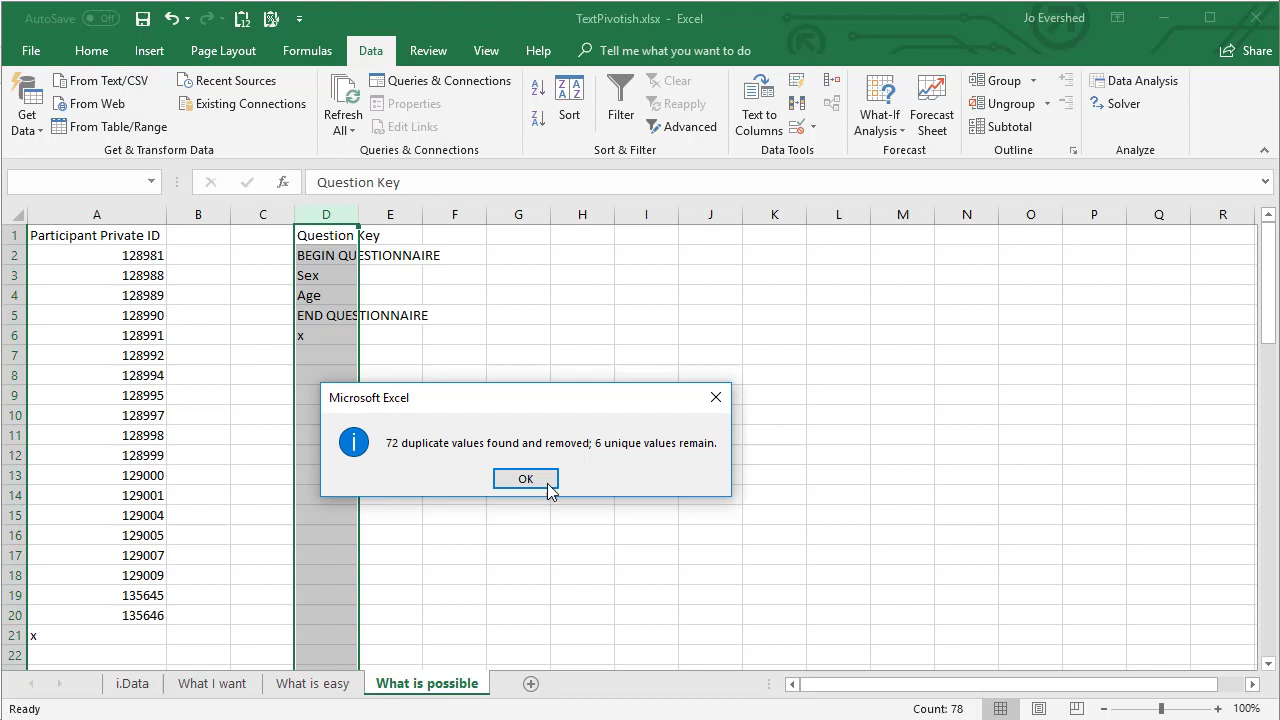 AutoSave Off
TextPivotish.xlsx - Excel
Jo Evershed
File Home Insert Page Layout Formulas Data Review View Help Tell me what you want to do Share
Get Data
From Text/CSV
From Web
From Table/Range
Recent Sources
Existing Connections
Get & Transform Data
Refresh All
Queries & Connections
Properties
Edit Links
Queries & Connections
Sort
Filter
Clear
Reapply
Advanced
Sort & Filter
Text to Columns
Data Tools
What-If Analysis
Forecast Sheet
Forecast
Group
Ungroup
Subtotal
Outline
Data Analysis
Solver
Analyze
fx Question Key
A B C D E F G H I J K L M N O P Q R
1 Participant Private ID Question Key
2 128981 BEGIN QUESTIONNAIRE
3 128988 Sex
4 128989 Age
5 128990 END QUESTIONNAIRE
6 128991 x
7 128992
8 128994
9 128995
10 128997
11 128998
12 128999
13 129000
14 129001
15 129004
16 129005
17 129007
18 129009
19 135645
20 135646
21 x
22
Microsoft Excel
72 duplicate values found and removed; 6 unique values remain.
OK
i.Data What I want What is easy What is possible
Ready
Count: 78
100%